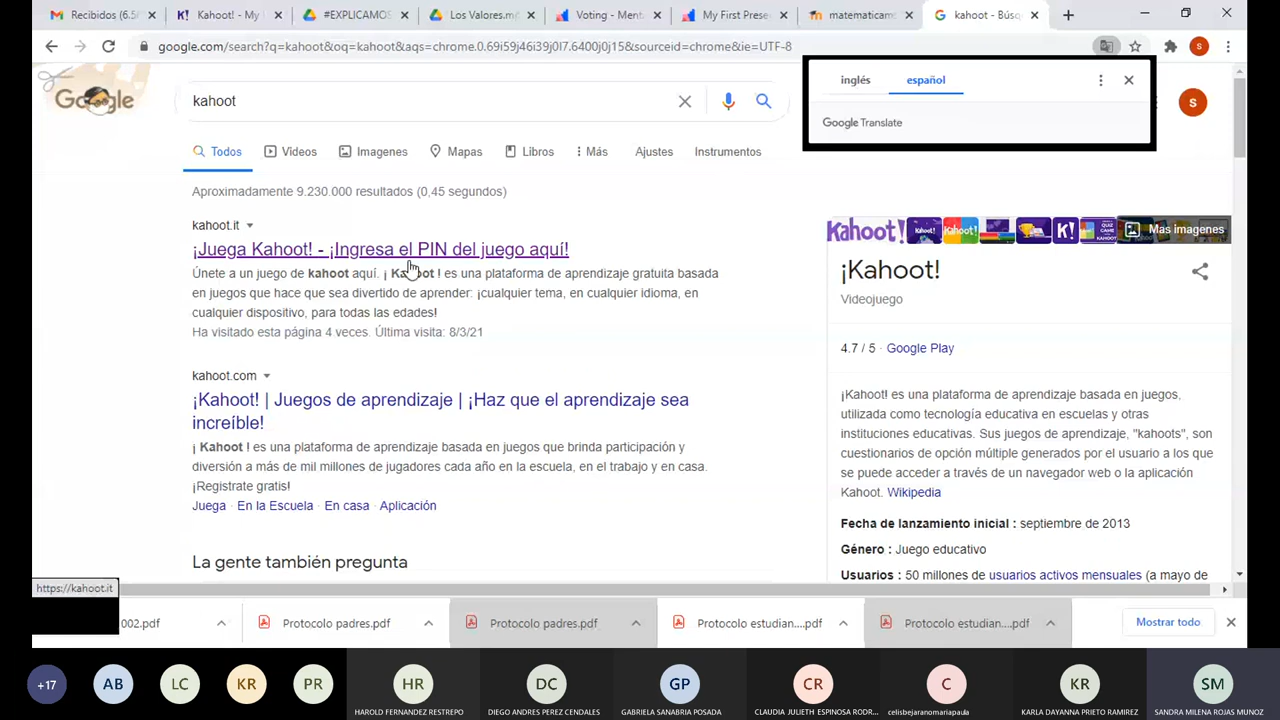 Recibidos (6.5
Kahoot! - My
#EXPLICAMOS
Los Valores.m
Voting - Ment
My First Prese
matematicame
kahoot - Búsq
google.com/search?q=kahoot&oq=kahoot&aqs=chrome.0.69i59j46i39j0l7.6400j0j15&sourceid=chrome&ie=UTF-8
S
inglés
español
Google Translate
Google
kahoot
S
Todos
Videos
Imagenes
Mapas
Libros
Más
Ajustes
Instrumentos
Aproximadamente 9.230.000 resultados (0,45 segundos)
kahoot.it
¡Juega Kahoot! - ¡Ingresa el PIN del juego aquí!
Únete a un juego de kahoot aquí. ¡ Kahoot ! es una plataforma de aprendizaje gratuita basada
en juegos que hace que sea divertido de aprender: ¡cualquier tema, en cualquier idioma, en
cualquier dispositivo, para todas las edades!
Ha visitado esta página 4 veces. Última visita: 8/3/21
kahoot.com
¡Kahoot! | Juegos de aprendizaje | ¡Haz que el aprendizaje sea
increíble!
¡ Kahoot ! es una plataforma de aprendizaje basada en juegos que brinda participación y
diversión a más de mil millones de jugadores cada año en la escuela, en el trabajo y en casa.
¡Registrate gratis!
Juega · En la Escuela · En casa · Aplicación
La gente también pregunta
Kahoot!
Mas imagenes
¡Kahoot!
Videojuego
4.7 / 5 · Google Play
¡Kahoot! es una plataforma de aprendizaje basada en juegos,
utilizada como tecnología educativa en escuelas y otras
instituciones educativas. Sus juegos de aprendizaje, "kahoots", son
cuestionarios de opción múltiple generados por el usuario a los que
se puede acceder a través de un navegador web o la aplicación
Kahoot. Wikipedia
Fecha de lanzamiento inicial : septiembre de 2013
Género : Juego educativo
Usuarios : 50 millones de usuarios activos mensuales (a mayo de
https://kahoot.it
002.pdf
Protocolo padres.pdf
Protocolo padres.pdf
Protocolo estudian....pdf
Protocolo estudian....pdf
Mostrar todo
+17
AB
LC
KR
PR
HR
DC
GP
CR
C
KR
SM
HAROLD FERNANDEZ RESTREPO
DIEGO ANDRES PEREZ CENDALES
GABRIELA SANABRIA POSADA
CLAUDIA JULIETH ESPINOSA RODR...
celisbejaranomariapaula
KARLA DAYANNA PRIETO RAMIREZ
SANDRA MILENA ROJAS MUNOZ